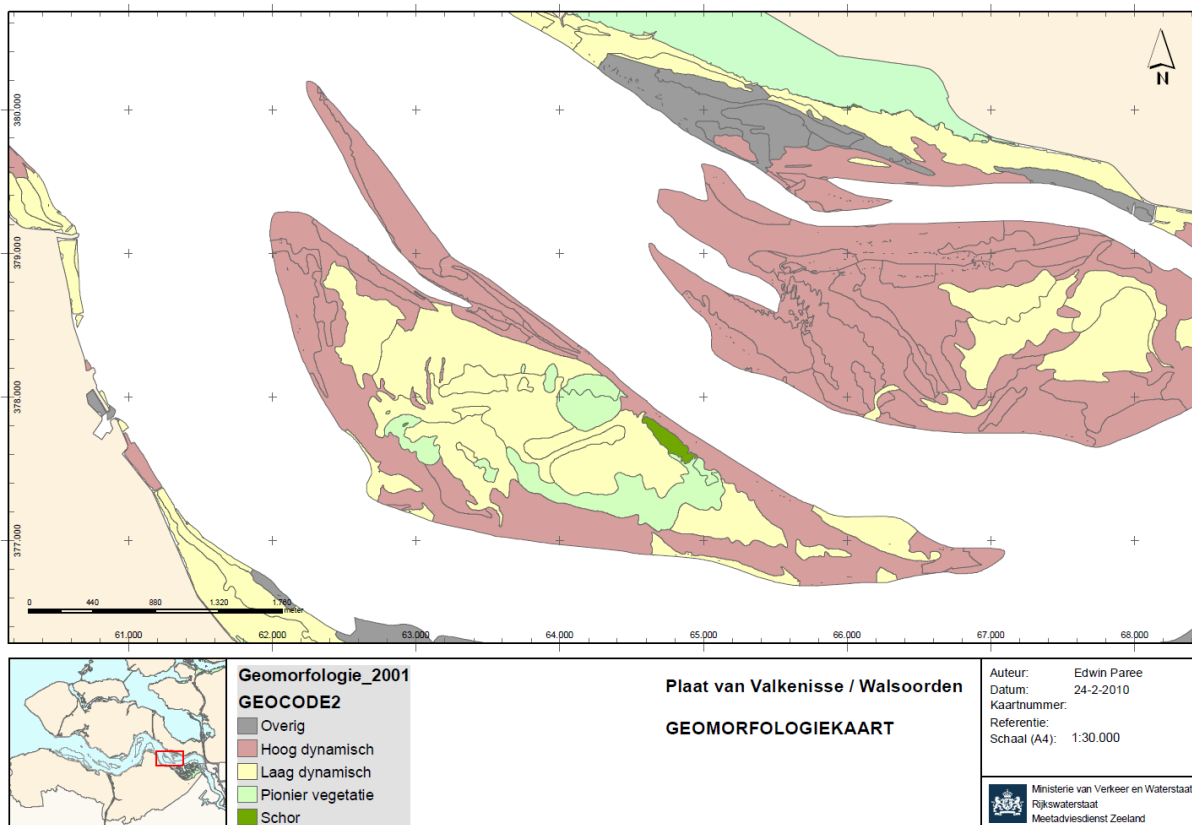 N
380.000
379.000
378.000
377.000
0 440 880 1.320 1.760
meter
61.000 62.000 63.000 64.000 65.000 66.000 67.000 68.000
Geomorfologie_2001
GEOCODE2
Overig
Hoog dynamisch
Laag dynamisch
Pionier vegetatie
Schor
Plaat van Valkenisse / Walsoorden
GEOMORFOLOGIEKAART
Auteur: Edwin Paree
Datum: 24-2-2010
Kaartnummer:
Referentie:
Schaal (A4): 1:30.000
Ministerie van Verkeer en Waterstaat
Rijkswaterstaat
Meetadviesdienst Zeeland